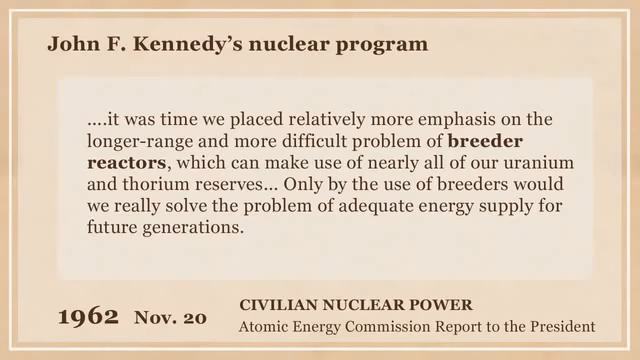 John F. Kennedy’s nuclear program
....it was time we placed relatively more emphasis on the
longer-range and more difficult problem of breeder
reactors, which can make use of nearly all of our uranium
and thorium reserves... Only by the use of breeders would
we really solve the problem of adequate energy supply for
future generations.
1962 Nov. 20
CIVILIAN NUCLEAR POWER
Atomic Energy Commission Report to the President